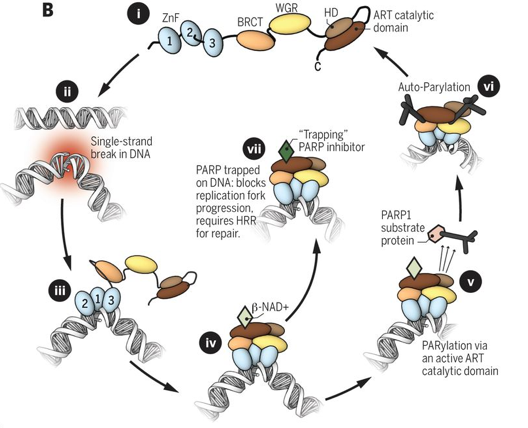 B
i
ZnF
1
2
3
BRCT
WGR
HD
ART catalytic
domain
C
ii
Single-strand
break in DNA
iii
2
1
3
iv
β-NAD+
v
PARP1
substrate
protein
PARylation via
an active ART
catalytic domain
vi
Auto-Parylation
vii
“Trapping”
PARP inhibitor
PARP trapped
on DNA: blocks
replication fork
progression,
requires HRR
for repair.